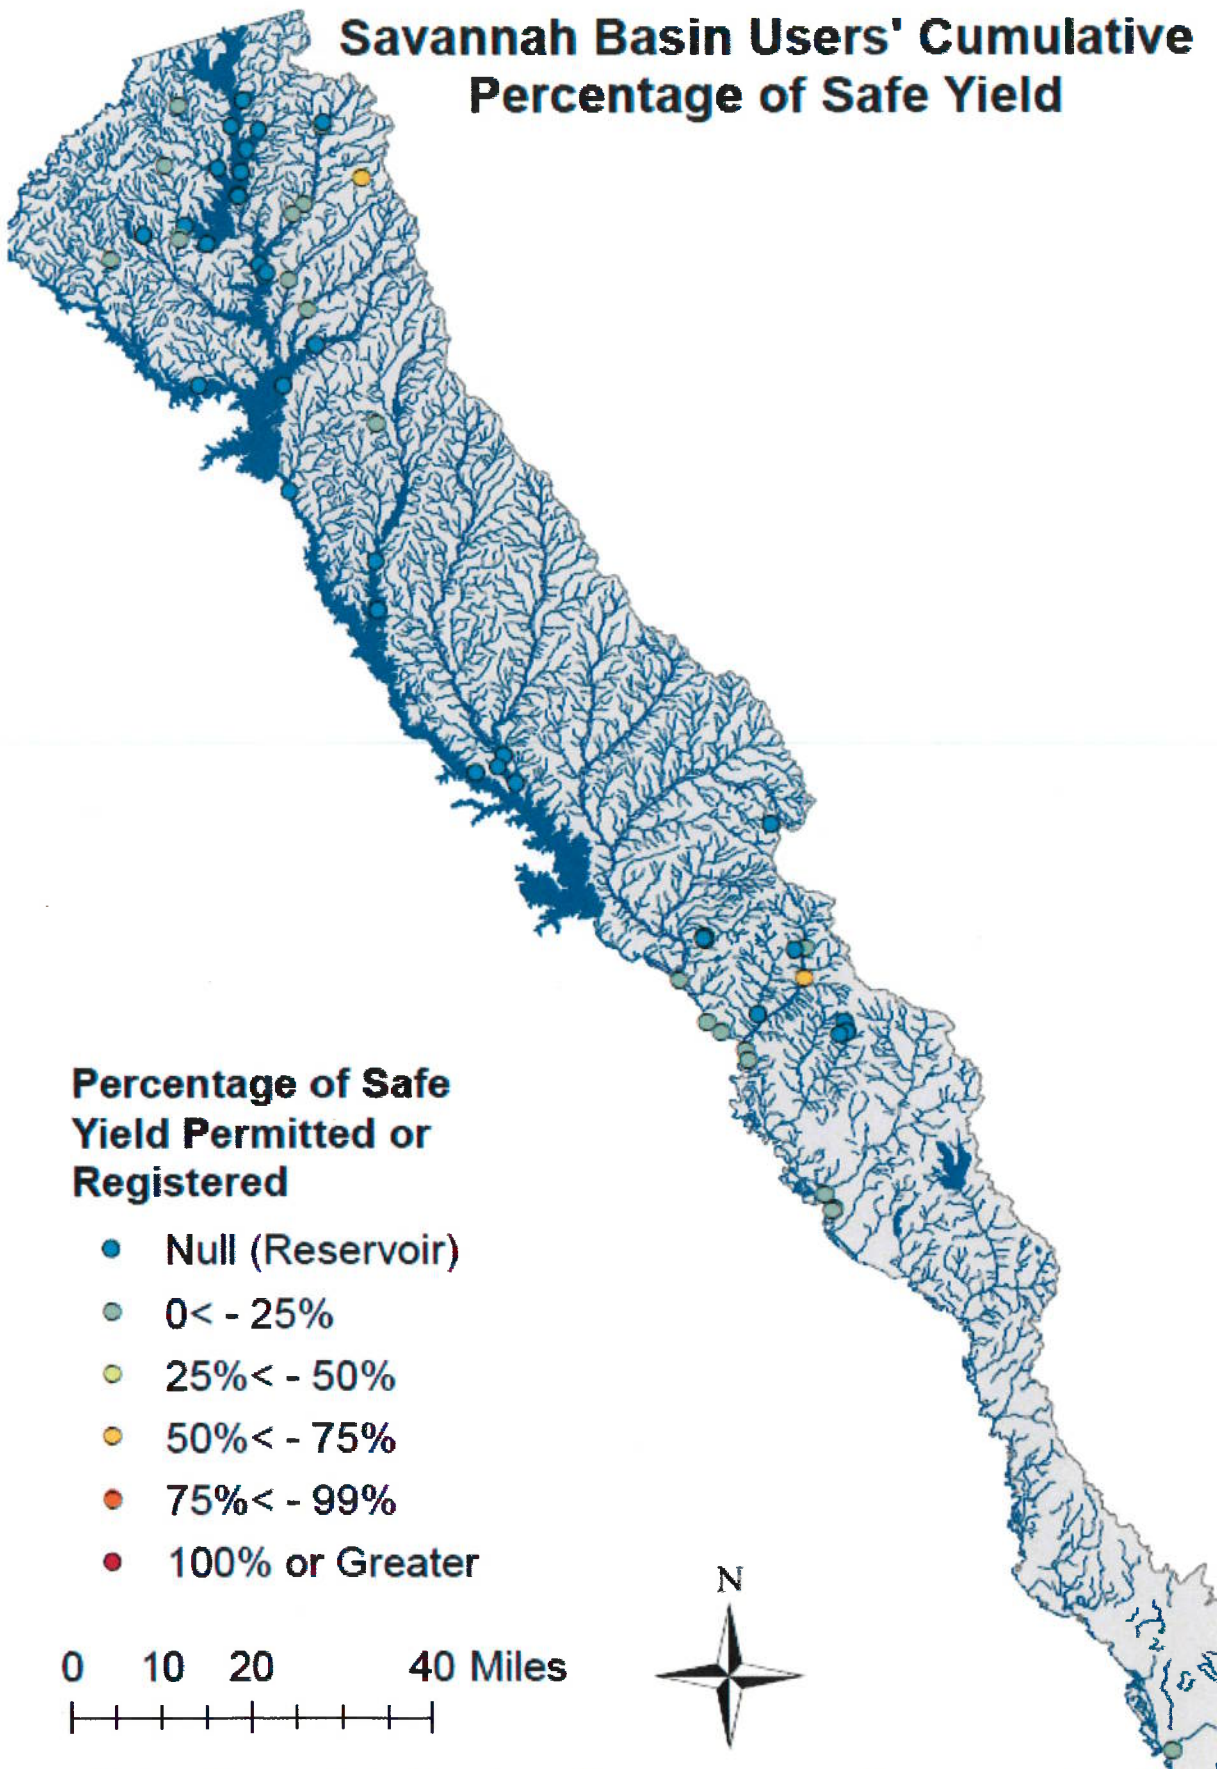 Savannah Basin Users' Cumulative
Percentage of Safe Yield
Percentage of Safe
Yield Permitted or
Registered
Null (Reservoir)
0< - 25%
25%< - 50%
50%< - 75%
75%< - 99%
100% or Greater
N
0 10 20 40 Miles